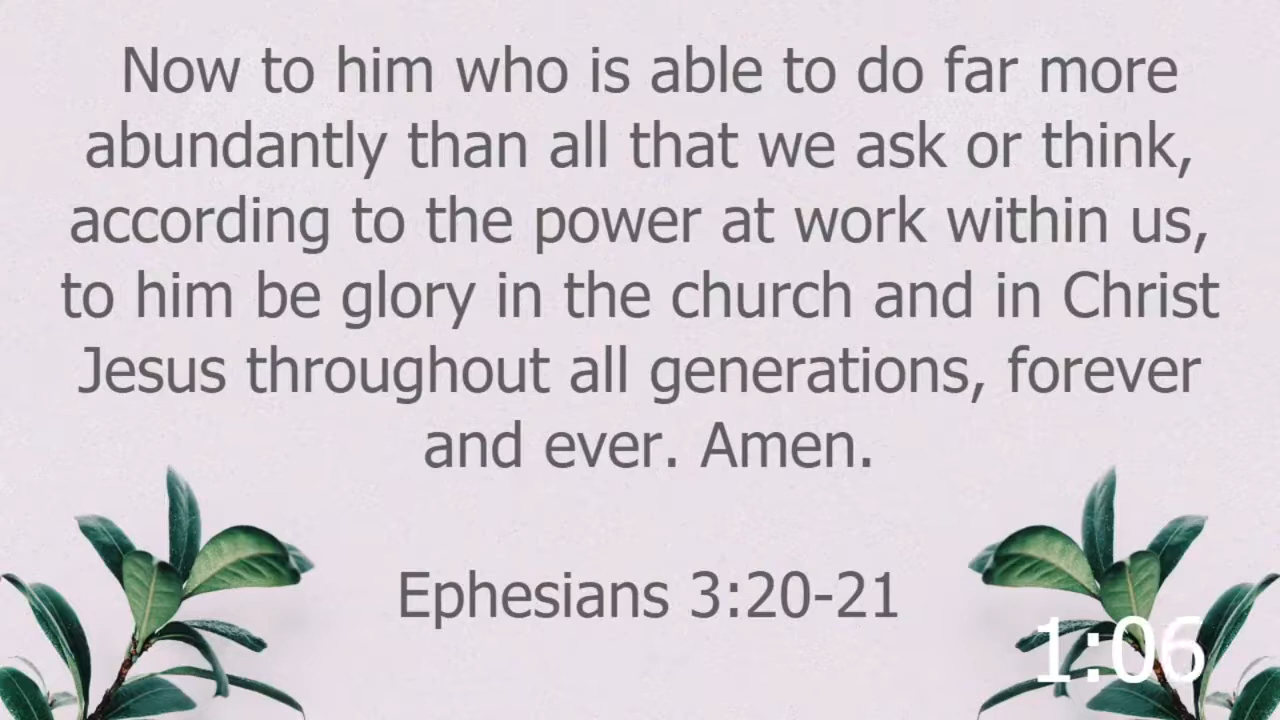 Now to him who is able to do far more
abundantly than all that we ask or think,
according to the power at work within us,
to him be glory in the church and in Christ
Jesus throughout all generations, forever
and ever. Amen.
Ephesians 3:20-21
1:06